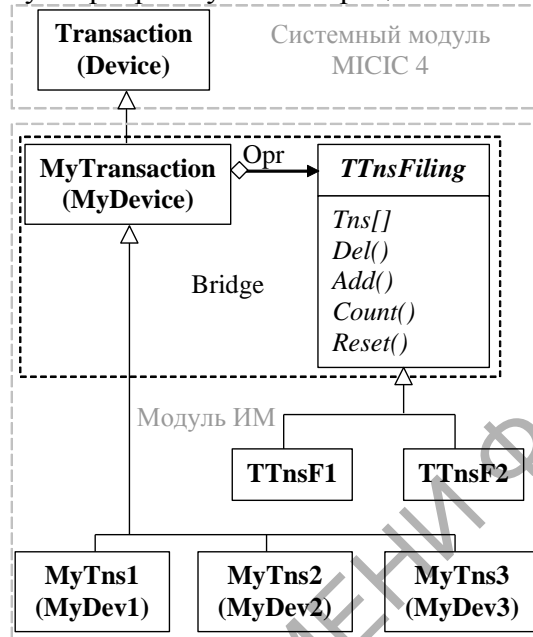 Transaction
(Device)
Системный модуль
MICIC 4
MyTransaction
(MyDevice)
Opr
TTnsFiling
Tns[]
Del()
Add()
Count()
Reset()
Bridge
Модуль ИМ
TTnsF1
TTnsF2
MyTns1
(MyDev1)
MyTns2
(MyDev2)
MyTns3
(MyDev3)
МЕНИ Ф